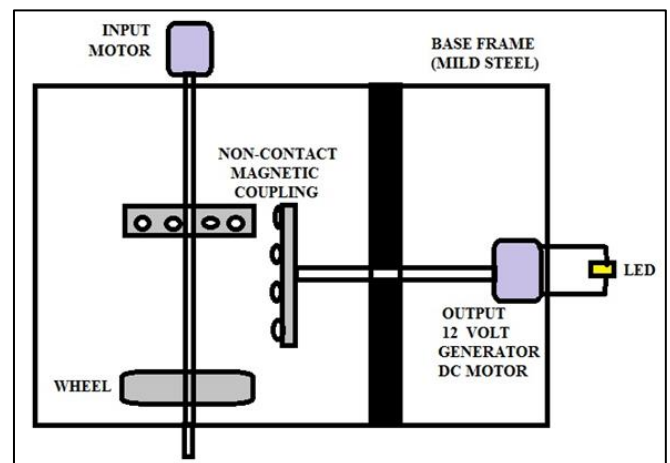 INPUT
MOTOR
BASE FRAME
(MILD STEEL)
NON-CONTACT
MAGNETIC
COUPLING
LED
OUTPUT
12 VOLT
GENERATOR
DC MOTOR
WHEEL